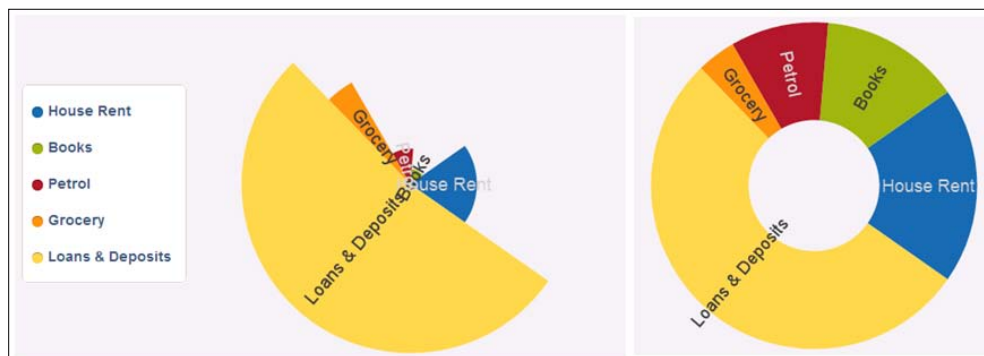 House Rent
Books
Petrol
Grocery
Loans & Deposits
Grocery
Petrol
Books
House Rent
Loans & Deposits
Grocery
Petrol
Books
House Rent
Loans & Deposits